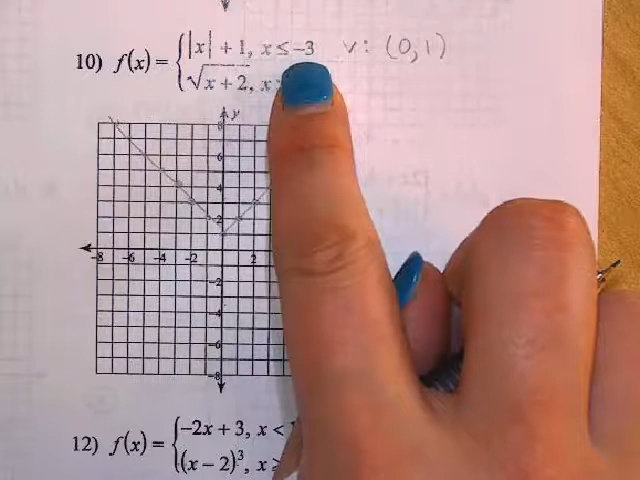 10) f(x) = { |x| + 1, x ≤ -3 v: (0,1)
√x + 2, x
y
8
6
4
2
-8 -6 -4 -2 2
-2
-4
-6
-8
12) f(x) = { -2x + 3, x <
(x - 2)³, x ≥